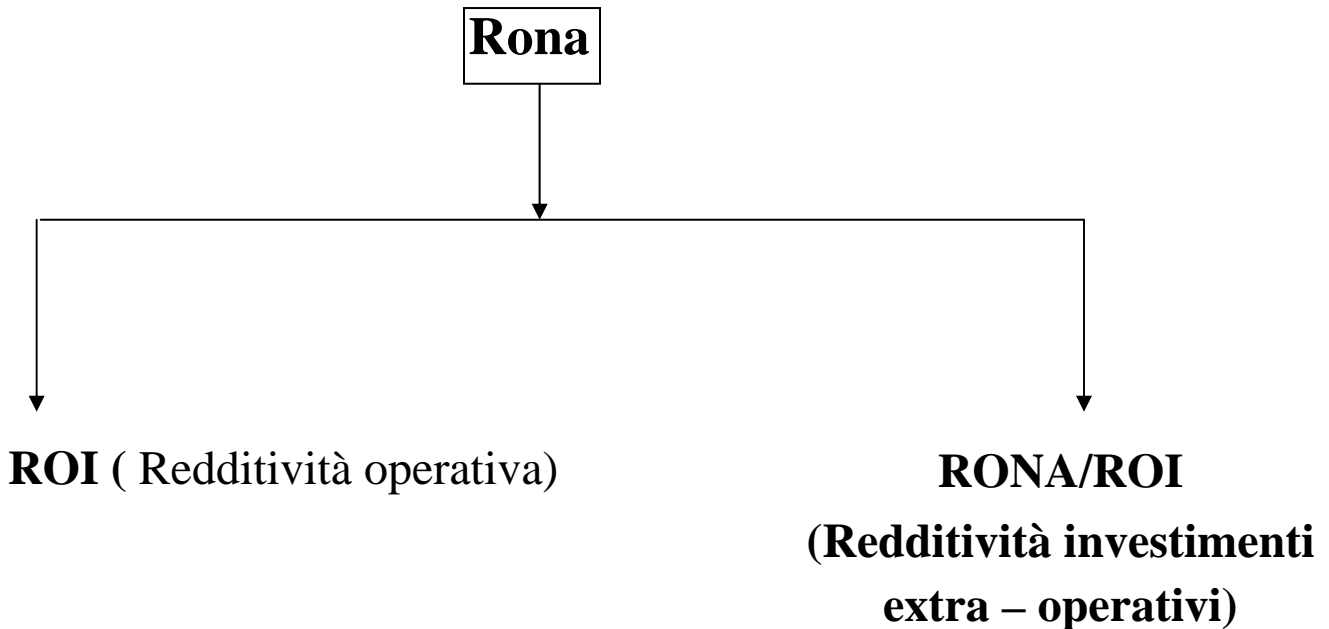 Rona
ROI ( Redditività operativa)
RONA/ROI
(Redditività investimenti
extra – operativi)